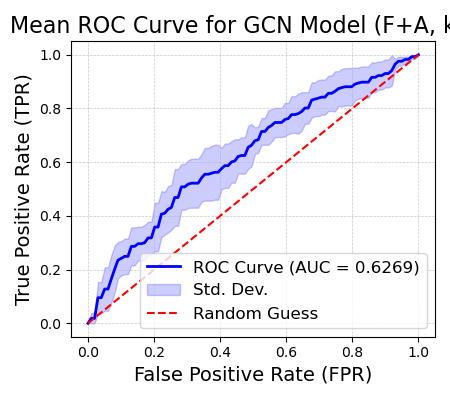 Mean ROC Curve for GCN Model (F+A, k
True Positive Rate (TPR)
1.0
0.8
0.6
0.4
0.2
0.0
ROC Curve (AUC = 0.6269)
Std. Dev.
Random Guess
0.0 0.2 0.4 0.6 0.8 1.0
False Positive Rate (FPR)